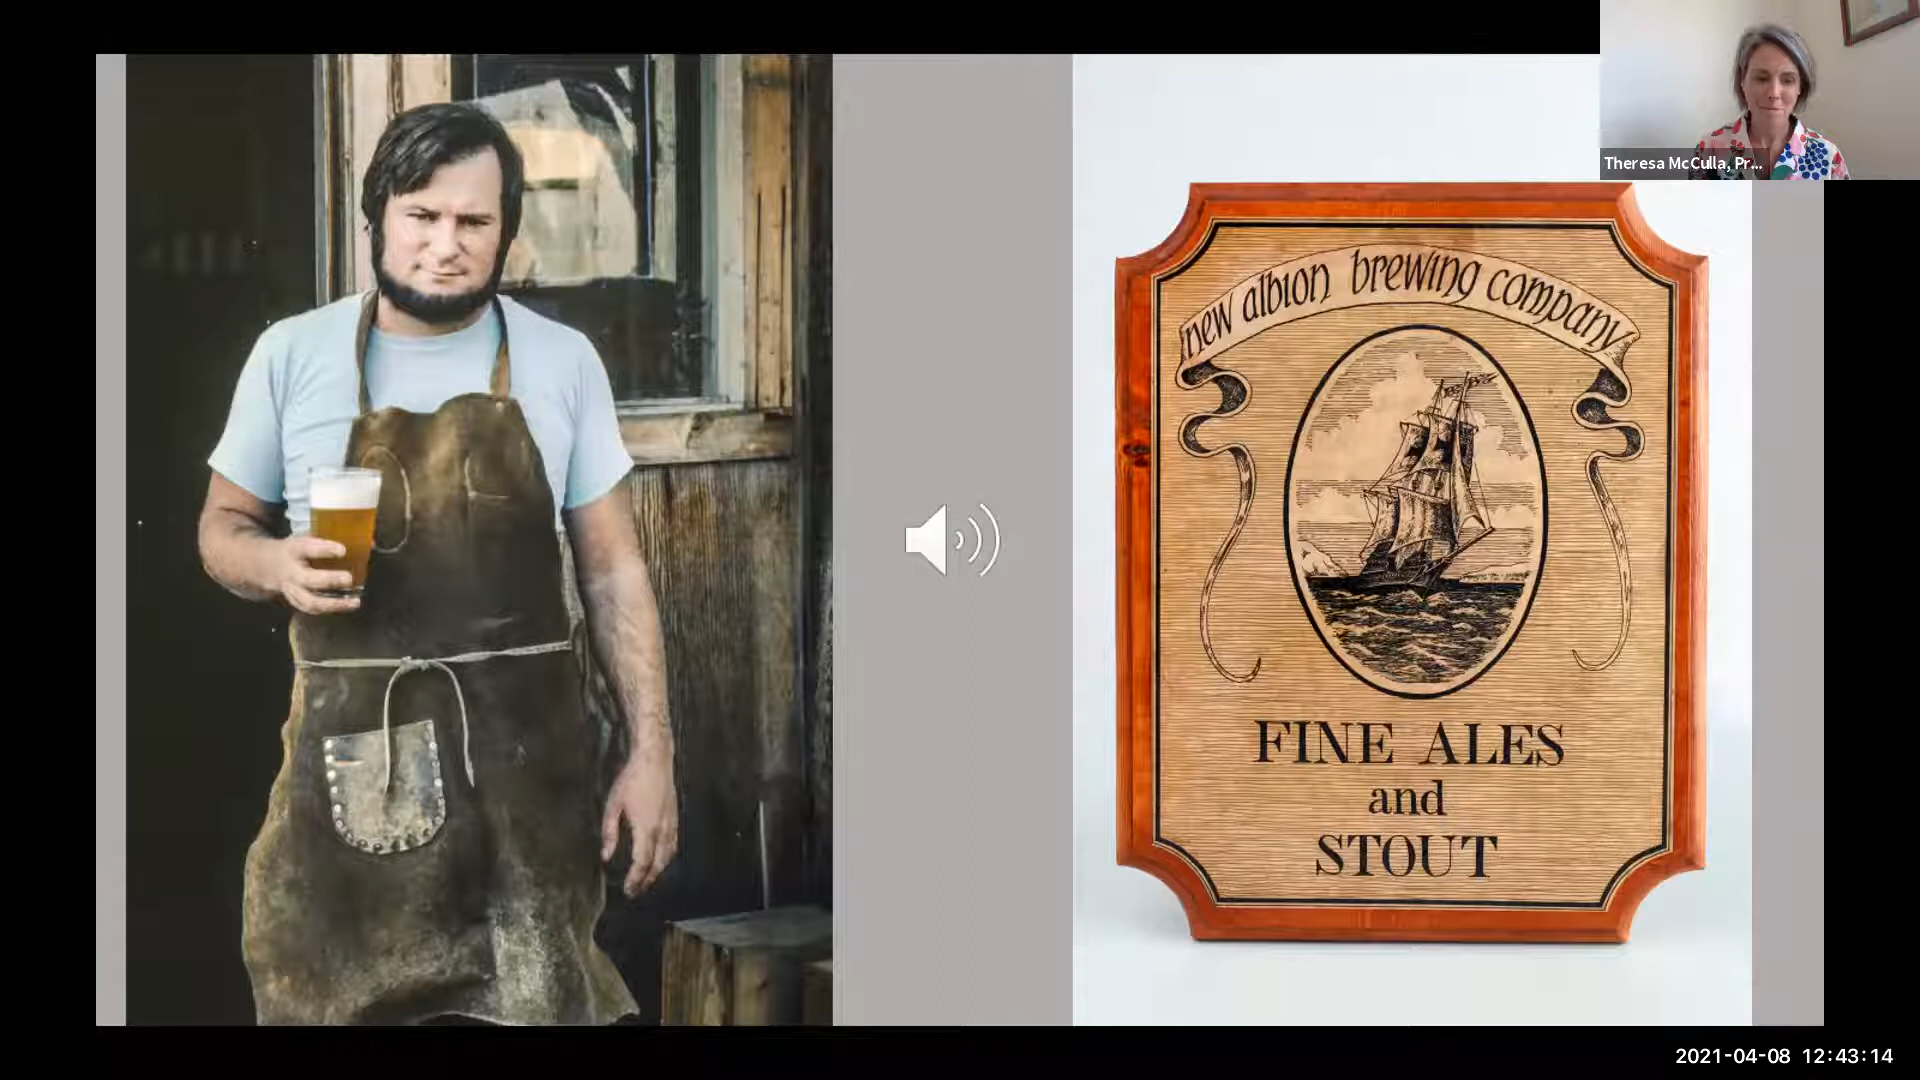 Theresa McCulla, Pr...
new albion brewing company
FINE ALES
and
STOUT
2021-04-08 12:43:14